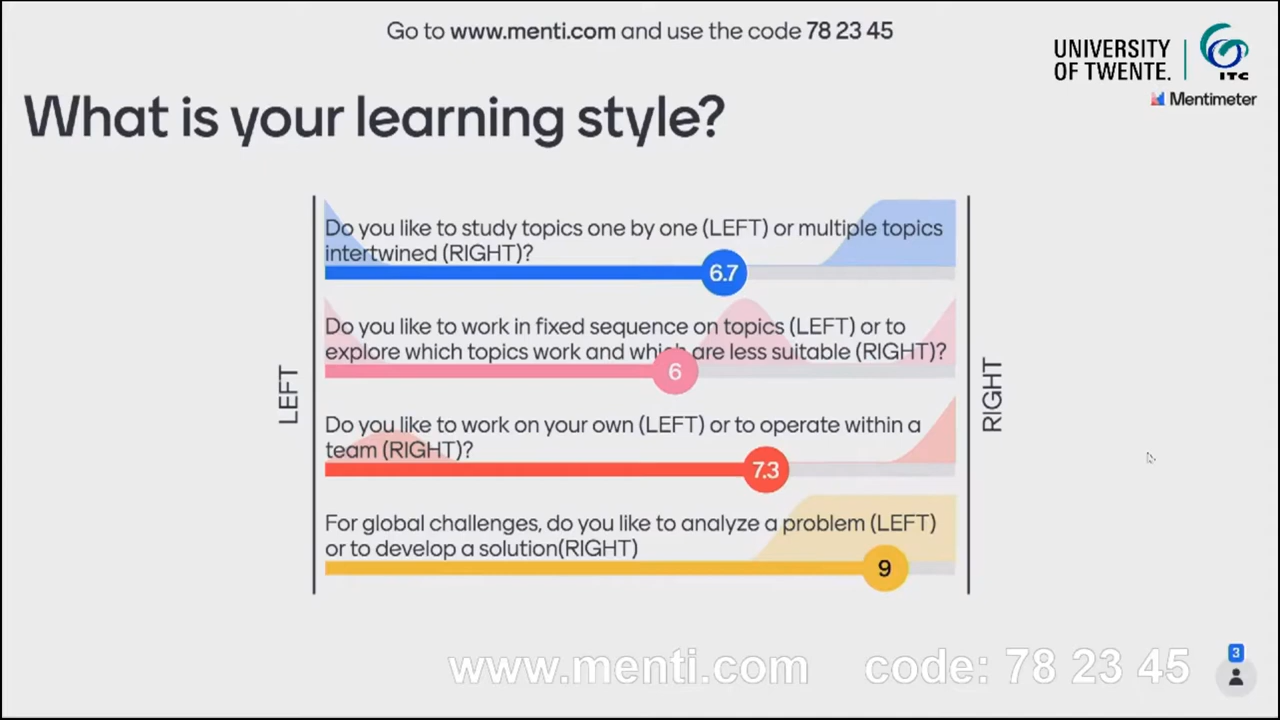 Go to www.menti.com and use the code 78 23 45
UNIVERSITY
OF TWENTE.
ITC
Mentimeter
What is your learning style?
Do you like to study topics one by one (LEFT) or multiple topics
intertwined (RIGHT)?
6.7
Do you like to work in fixed sequence on topics (LEFT) or to
explore which topics work and which are less suitable (RIGHT)?
6
LEFT
RIGHT
Do you like to work on your own (LEFT) or to operate within a
team (RIGHT)?
7.3
For global challenges, do you like to analyze a problem (LEFT)
or to develop a solution(RIGHT)
9
www.menti.com code: 78 23 45
3